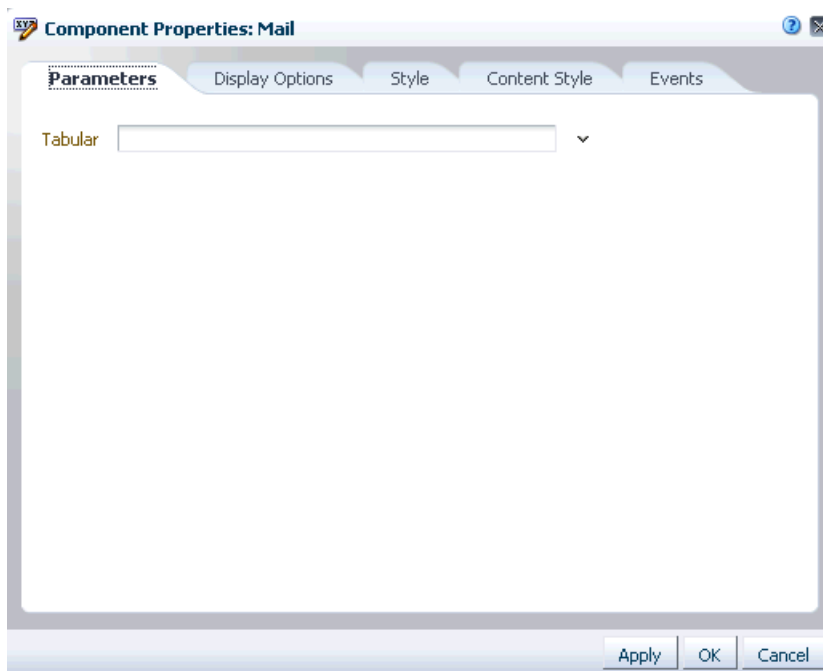 Component Properties: Mail
Parameters Display Options Style Content Style Events
Tabular
Apply OK Cancel